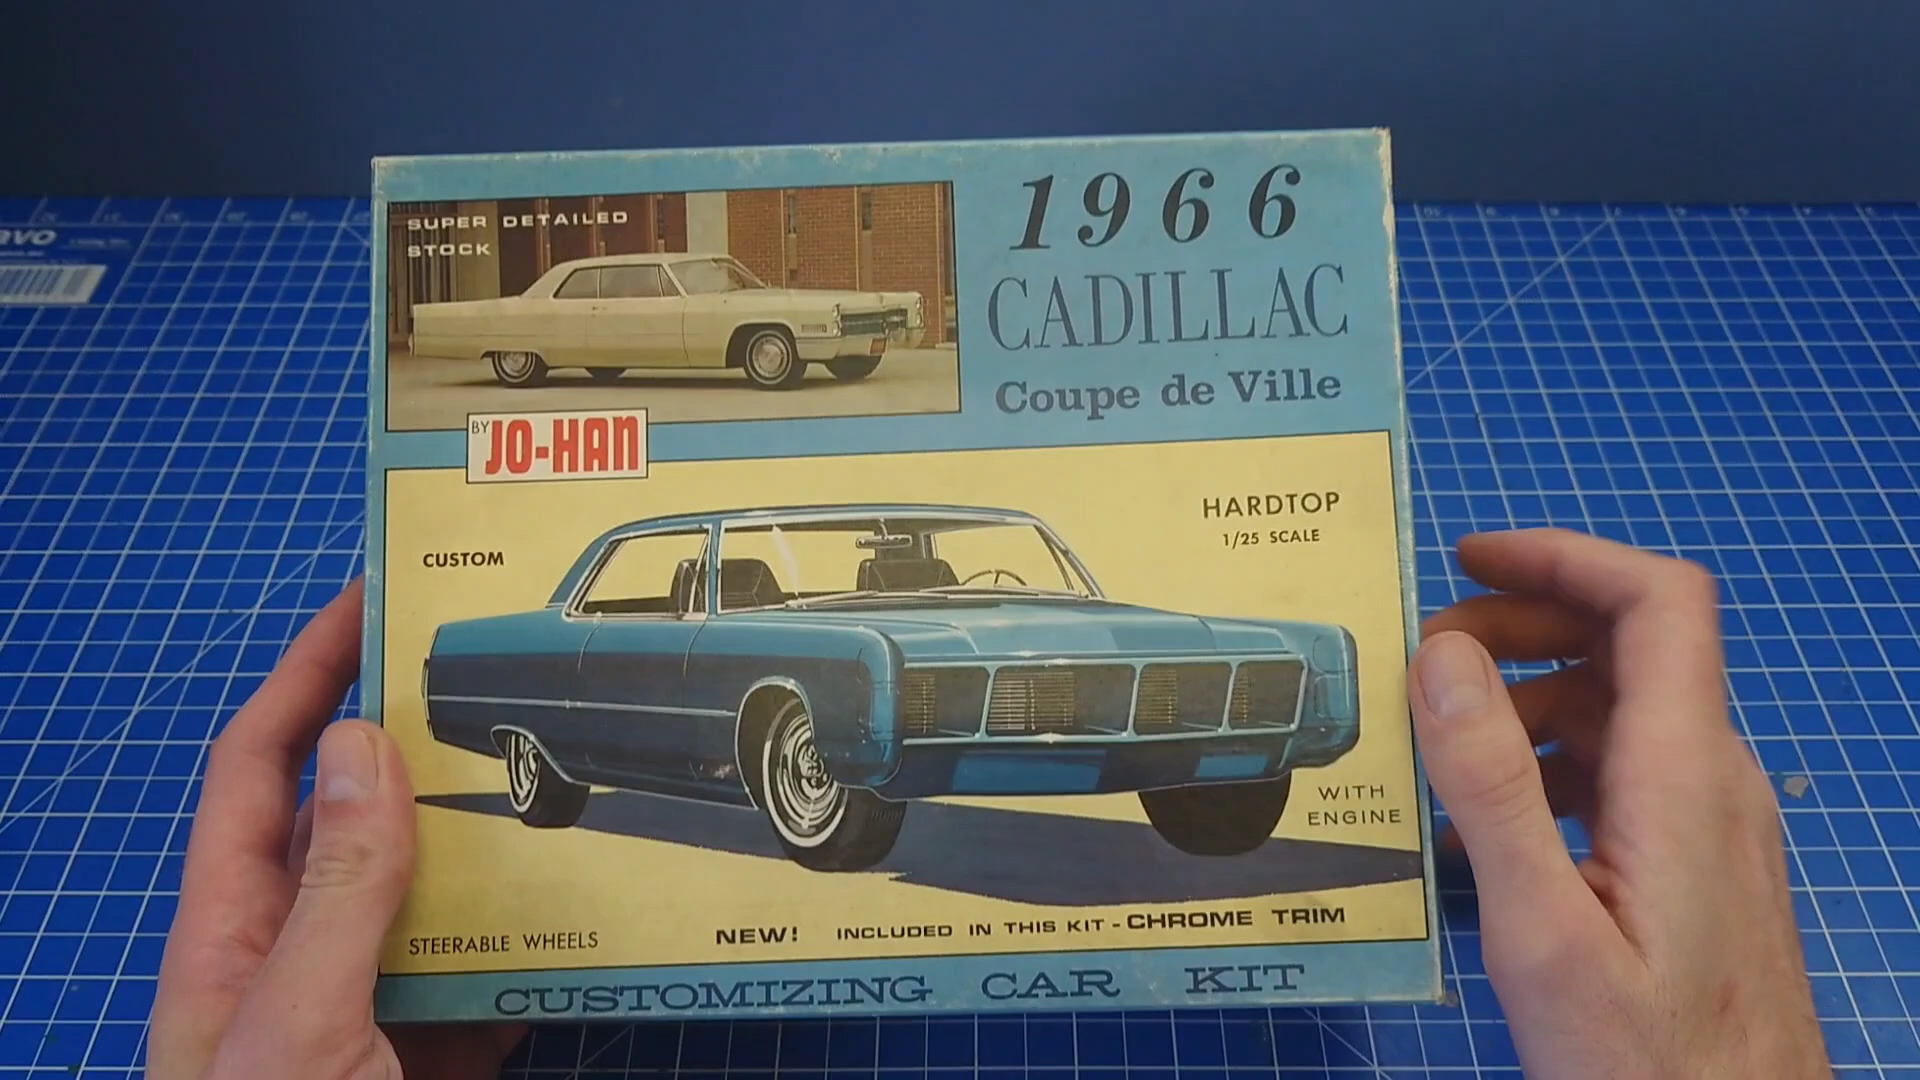 SUPER DETAILED
STOCK
1966
CADILLAC
Coupe de Ville
BY JO-HAN
HARDTOP
1/25 SCALE
CUSTOM
WITH
ENGINE
STEERABLE WHEELS
NEW! INCLUDED IN THIS KIT - CHROME TRIM
CUSTOMIZING CAR KIT